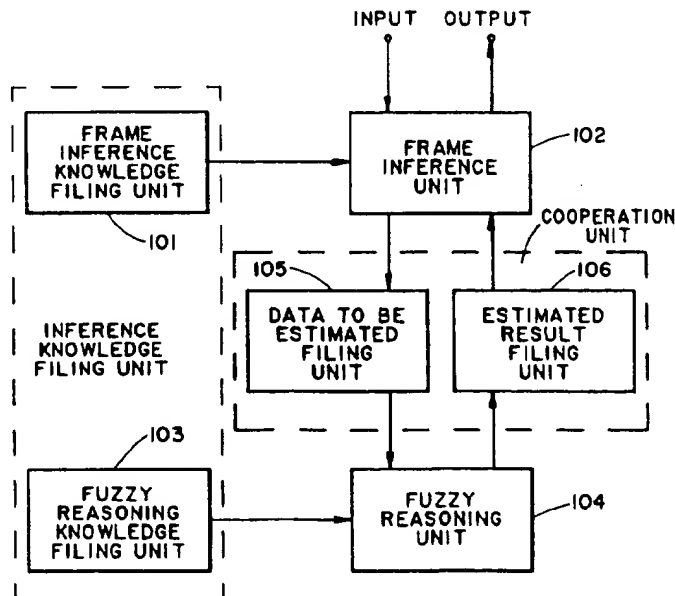 INPUT OUTPUT
FRAME
INFERENCE
KNOWLEDGE
FILING UNIT
101
FRAME
INFERENCE
UNIT
102
COOPERATION
UNIT
105
DATA TO BE
ESTIMATED
FILING
UNIT
106
ESTIMATED
RESULT
FILING
UNIT
INFERENCE
KNOWLEDGE
FILING UNIT
103
FUZZY
REASONING
KNOWLEDGE
FILING UNIT
FUZZY
REASONING
UNIT
104